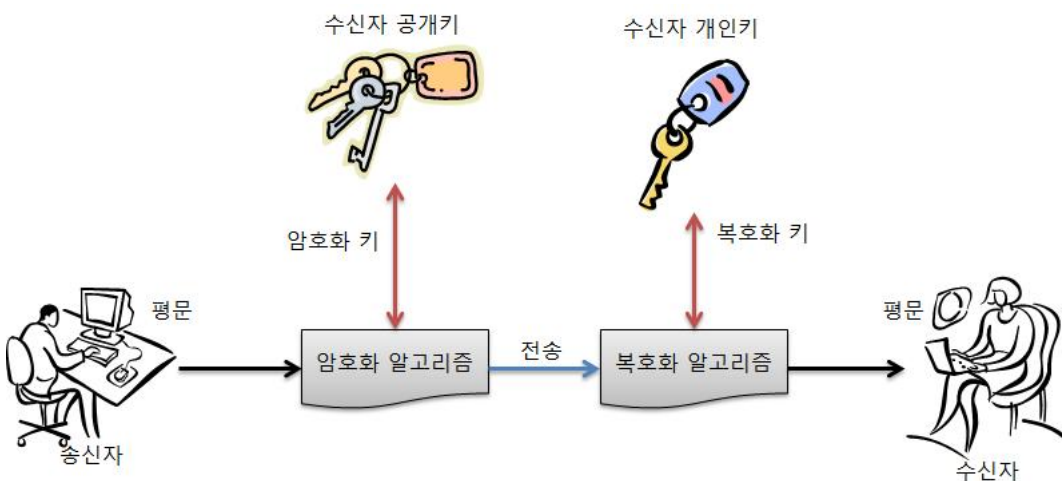 수신자 공개키
수신자 개인키
암호화 키
복호화 키
평문
평문
암호화 알고리즘
전송
복호화 알고리즘
송신자
수신자